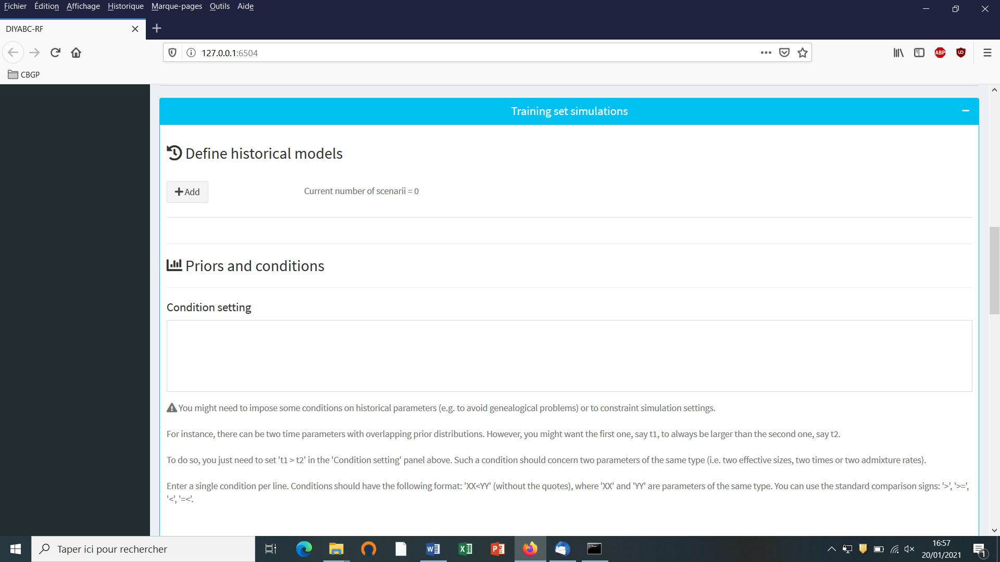 Fichier Édition Affichage Historique Marque-pages Outils Aide
DIYABC-RF
127.0.0.1:6504
ABP
CBGP
Training set simulations
Define historical models
Add
Current number of scenarii = 0
Priors and conditions
Condition setting
You might need to impose some conditions on historical parameters (e.g. to avoid genealogical problems) or to constraint simulation settings.
For instance, there can be two time parameters with overlapping prior distributions. However, you might want the first one, say t1, to always be larger than the second one, say t2.
To do so, you just need to set 't1 > t2' in the 'Condition setting' panel above. Such a condition should concern two parameters of the same type (i.e. two effective sizes, two times or two admixture rates).
Enter a single condition per line. Conditions should have the following format: 'XX<YY' (without the quotes), where 'XX' and 'YY' are parameters of the same type. You can use the standard comparison signs: '>', '>=',
'<', '=<'.
Taper ici pour rechercher
16:57
20/01/2021
1